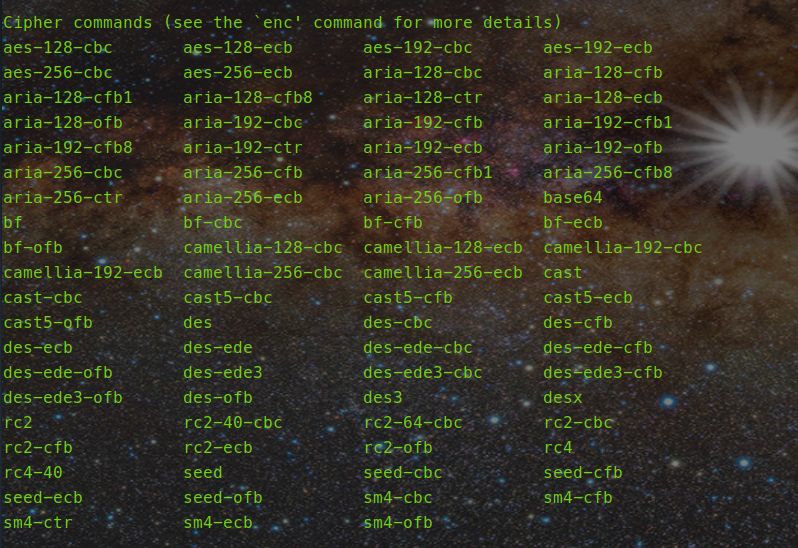 Cipher commands (see the `enc' command for more details)
aes-128-cbc aes-128-ecb aes-192-cbc aes-192-ecb
aes-256-cbc aes-256-ecb aria-128-cbc aria-128-cfb
aria-128-cfb1 aria-128-cfb8 aria-128-ctr aria-128-ecb
aria-128-ofb aria-192-cbc aria-192-cfb aria-192-cfb1
aria-192-cfb8 aria-192-ctr aria-192-ecb aria-192-ofb
aria-256-cbc aria-256-cfb aria-256-cfb1 aria-256-cfb8
aria-256-ctr aria-256-ecb aria-256-ofb base64
bf bf-cbc bf-cfb bf-ecb
bf-ofb camellia-128-cbc camellia-128-ecb camellia-192-cbc
camellia-192-ecb camellia-256-cbc camellia-256-ecb cast
cast-cbc cast5-cbc cast5-cfb cast5-ecb
cast5-ofb des des-cbc des-cfb
des-ecb des-ede des-ede-cbc des-ede-cfb
des-ede-ofb des-ede3 des-ede3-cbc des-ede3-cfb
des-ede3-ofb des-ofb des3 desx
rc2 rc2-40-cbc rc2-64-cbc rc2-cbc
rc2-cfb rc2-ecb rc2-ofb rc4
rc4-40 seed seed-cbc seed-cfb
seed-ecb seed-ofb sm4-cbc sm4-cfb
sm4-ctr sm4-ecb sm4-ofb